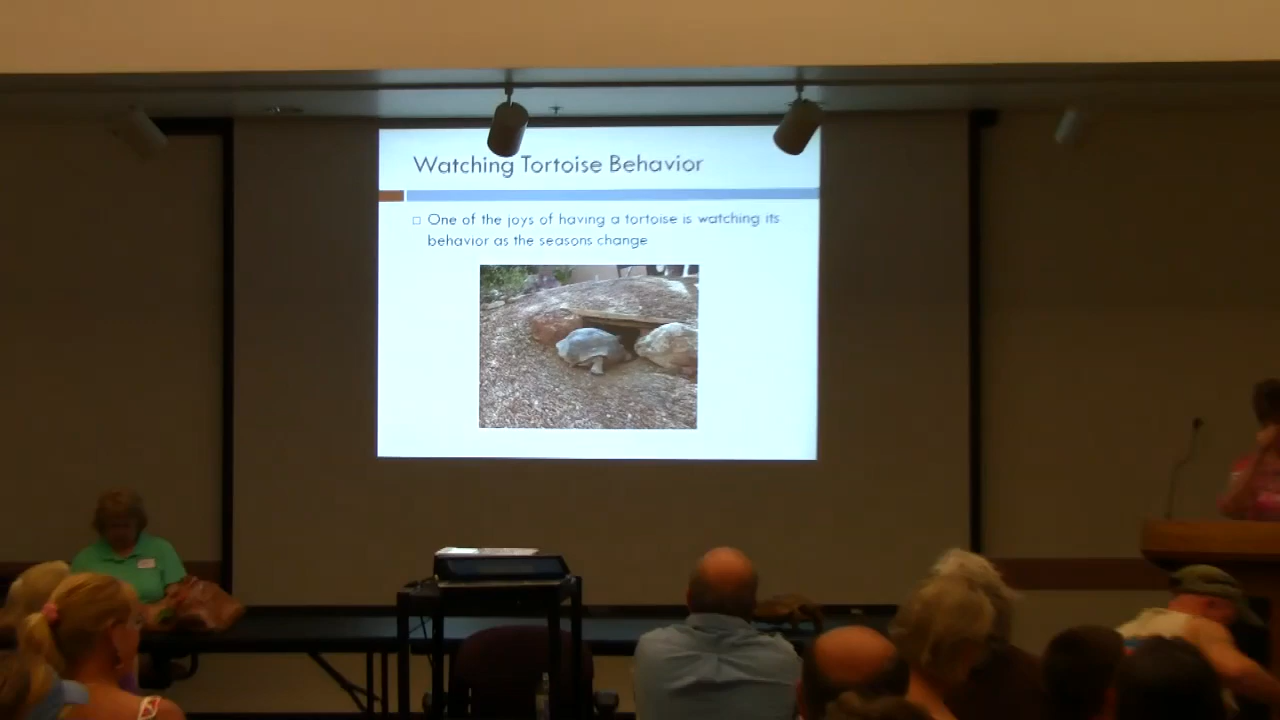 Watching Tortoise Behavior
One of the joys of having a tortoise is watching its
behavior as the seasons change